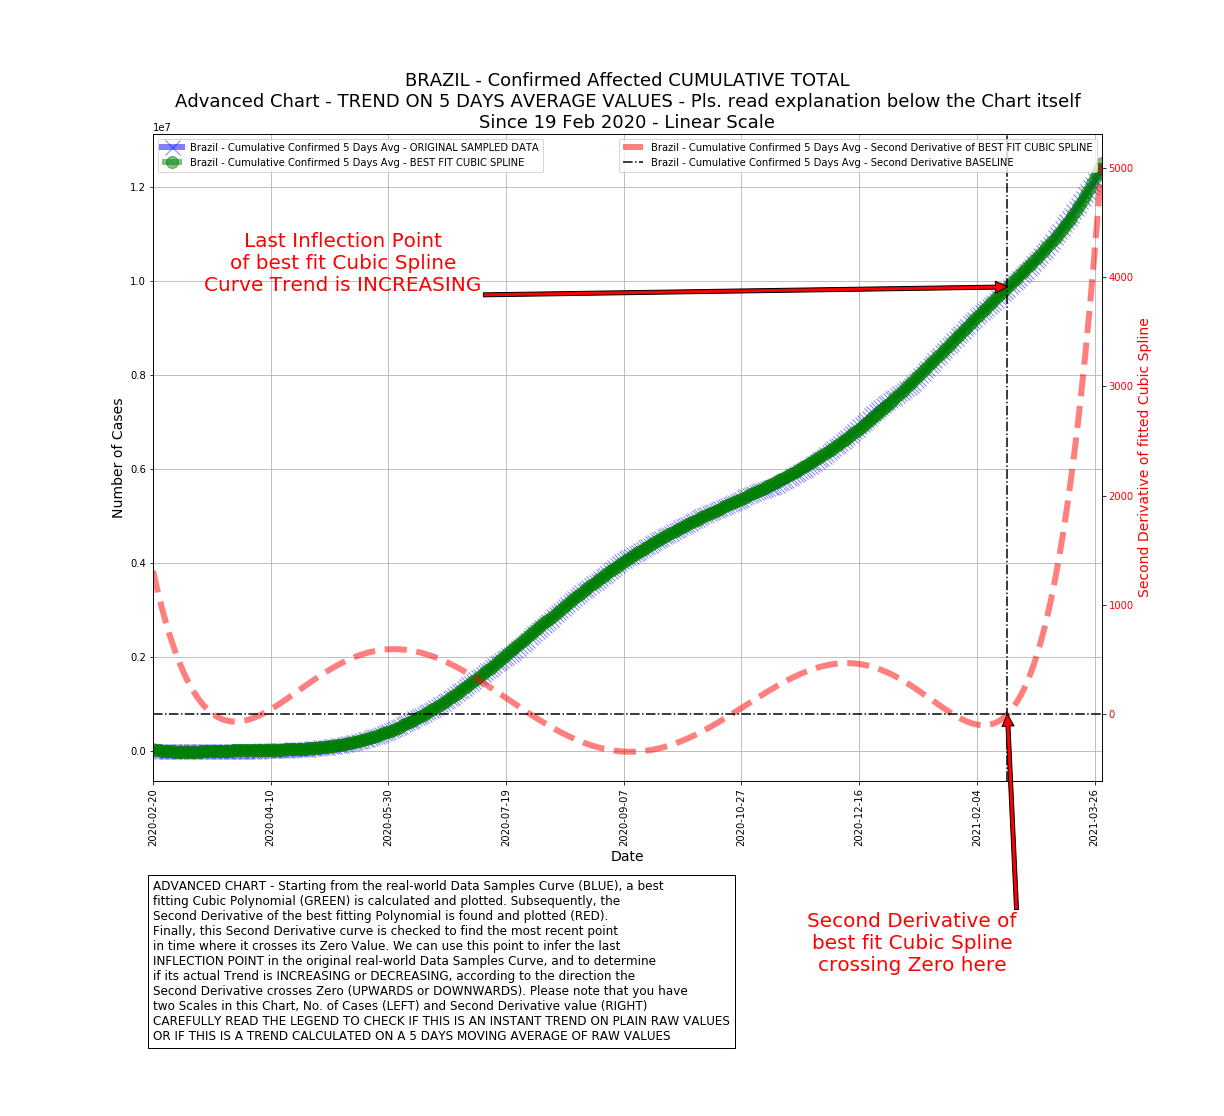 BRAZIL - Confirmed Affected CUMULATIVE TOTAL
Advanced Chart - TREND ON 5 DAYS AVERAGE VALUES - Pls. read explanation below the Chart itself
Since 19 Feb 2020 - Linear Scale
1e7
Brazil - Cumulative Confirmed 5 Days Avg - ORIGINAL SAMPLED DATA
Brazil - Cumulative Confirmed 5 Days Avg - BEST FIT CUBIC SPLINE
Brazil - Cumulative Confirmed 5 Days Avg - Second Derivative of BEST FIT CUBIC SPLINE
Brazil - Cumulative Confirmed 5 Days Avg - Second Derivative BASELINE
Last Inflection Point
of best fit Cubic Spline
Curve Trend is INCREASING
Number of Cases
1.2
1.0
0.8
0.6
0.4
0.2
0.0
5000
4000
3000
2000
1000
0
Second Derivative of fitted Cubic Spline
2020-02-20
2020-04-10
2020-05-30
2020-07-19
2020-09-07
2020-10-27
2020-12-16
2021-02-04
2021-03-26
Date
ADVANCED CHART - Starting from the real-world Data Samples Curve (BLUE), a best
fitting Cubic Polynomial (GREEN) is calculated and plotted. Subsequently, the
Second Derivative of the best fitting Polynomial is found and plotted (RED).
Finally, this Second Derivative curve is checked to find the most recent point
in time where it crosses its Zero Value. We can use this point to infer the last
INFLECTION POINT in the original real-world Data Samples Curve, and to determine
if its actual Trend is INCREASING or DECREASING, according to the direction the
Second Derivative crosses Zero (UPWARDS or DOWNWARDS). Please note that you have
two Scales in this Chart, No. of Cases (LEFT) and Second Derivative value (RIGHT)
CAREFULLY READ THE LEGEND TO CHECK IF THIS IS AN INSTANT TREND ON PLAIN RAW VALUES
OR IF THIS IS A TREND CALCULATED ON A 5 DAYS MOVING AVERAGE OF RAW VALUES
Second Derivative of
best fit Cubic Spline
crossing Zero here